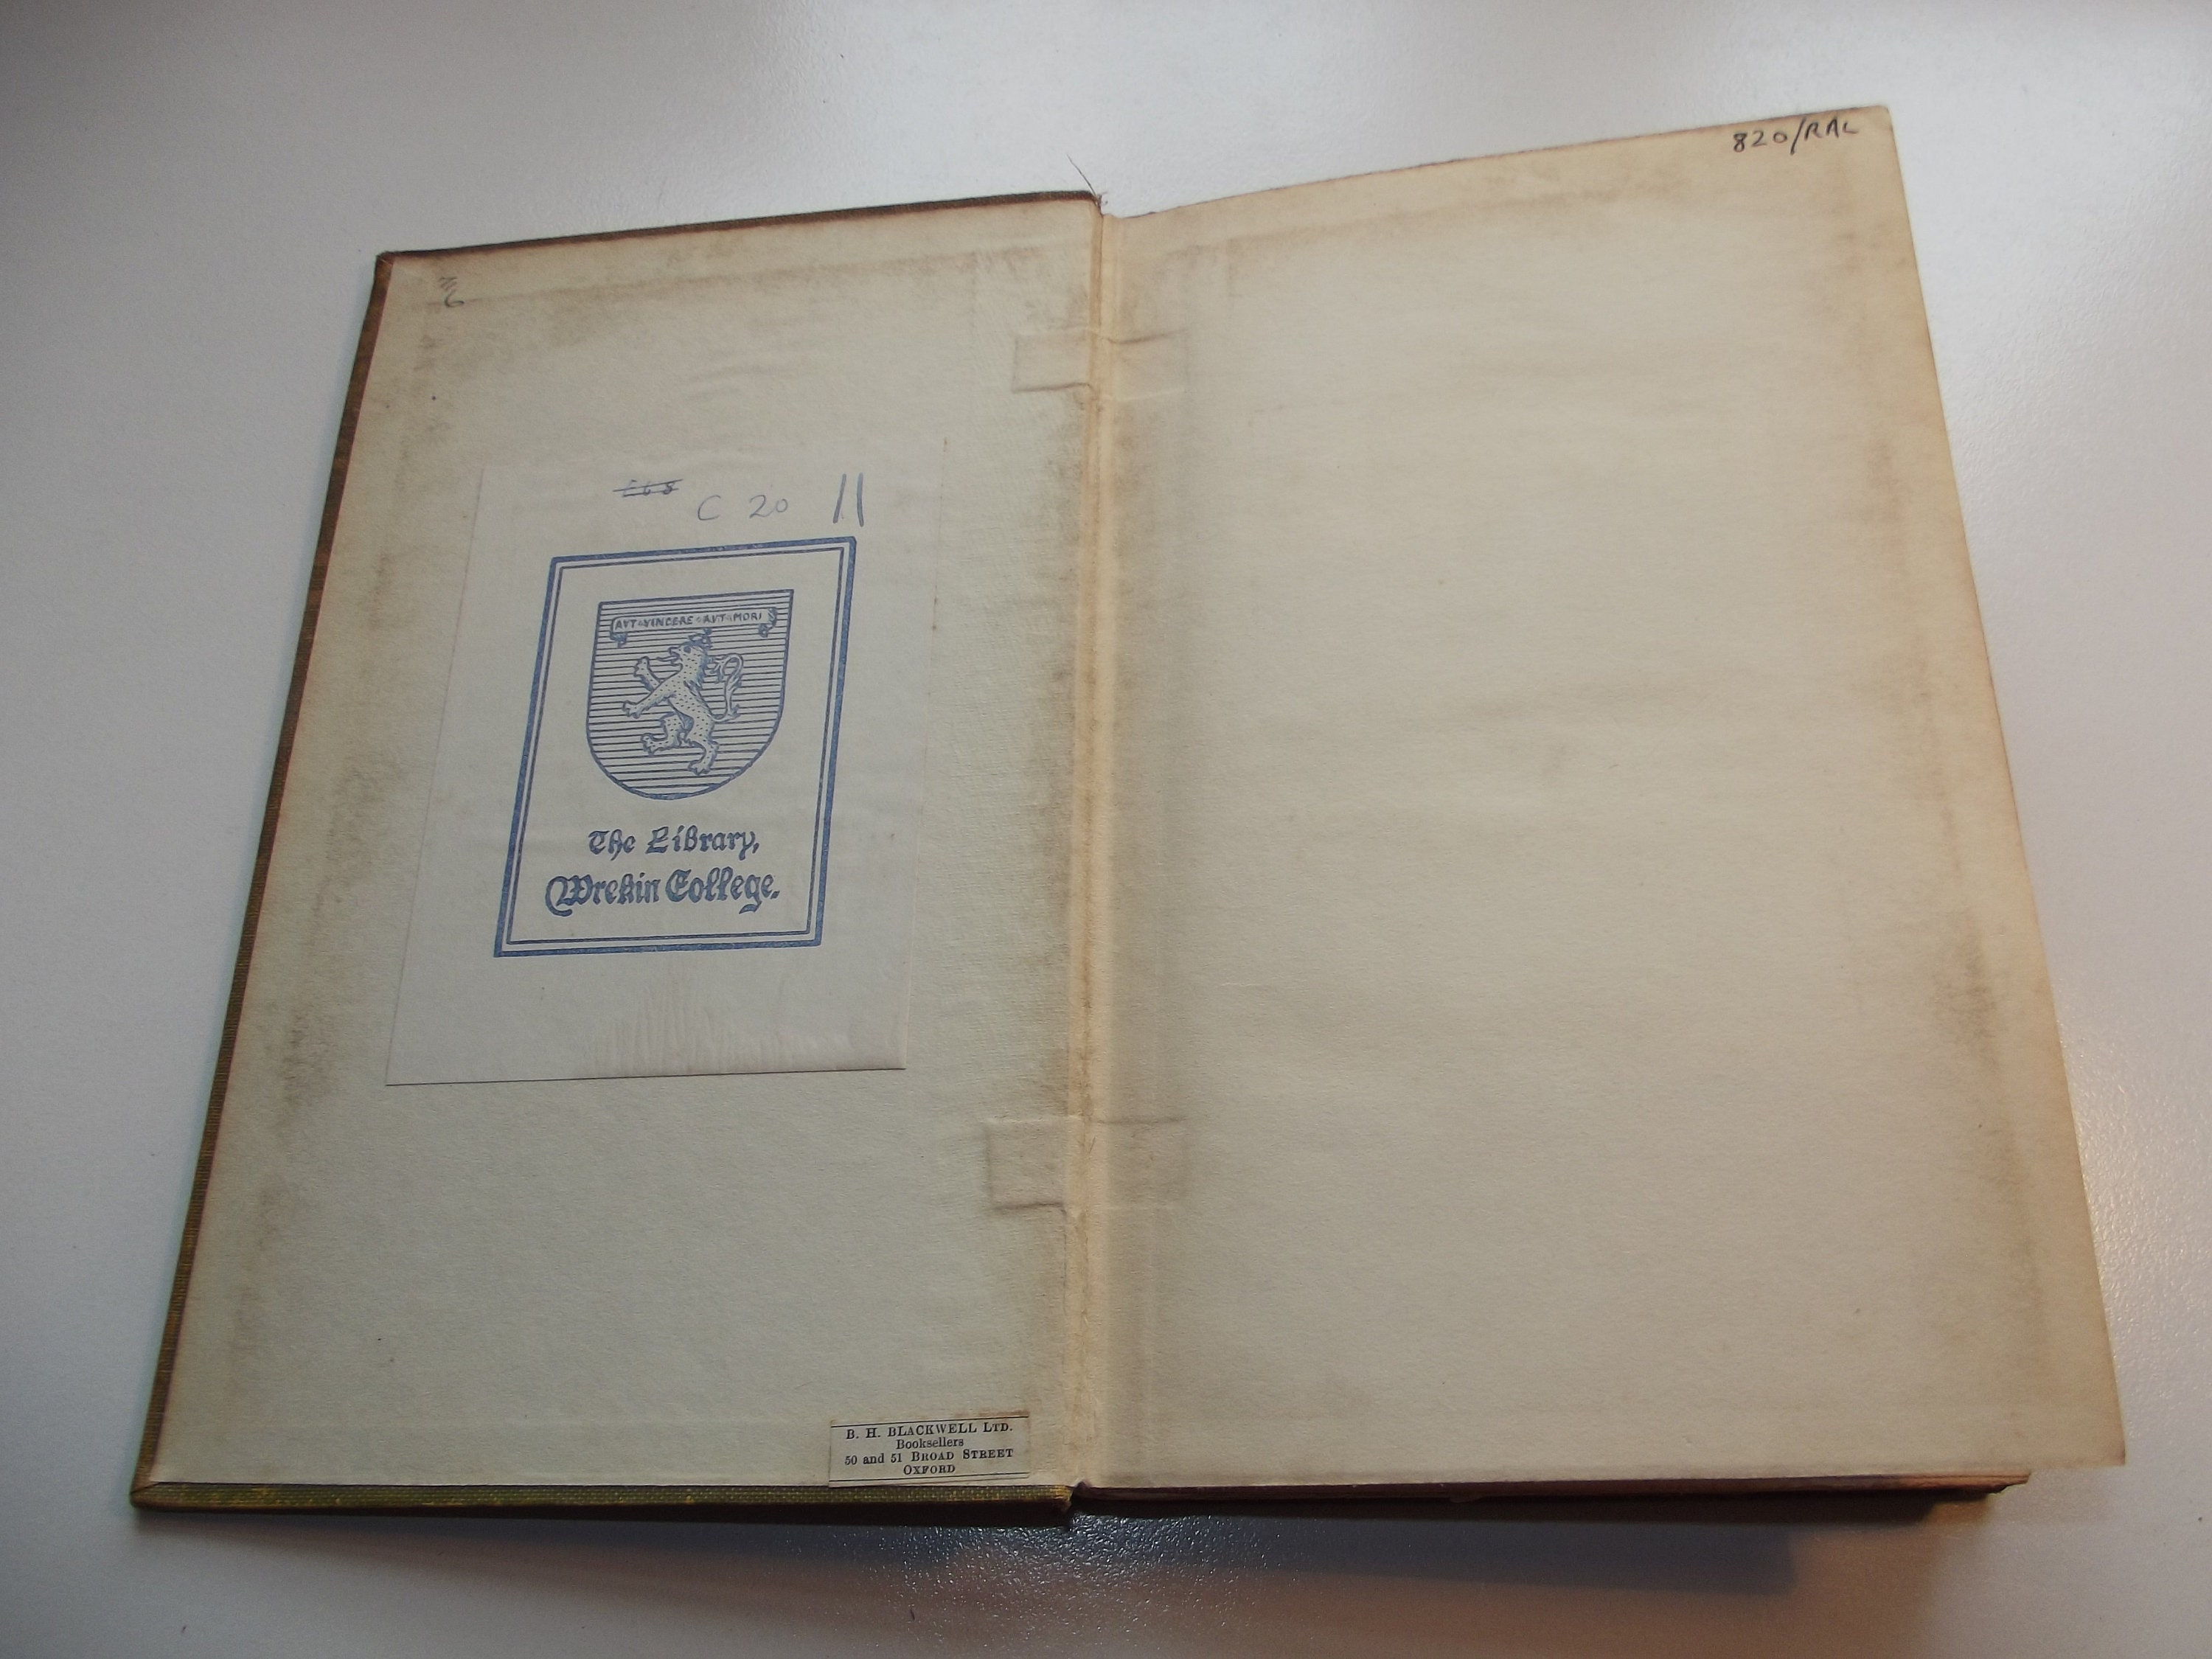 820/RAL
C 20 11
AVT VINCERE AVT MORI
The Library,
Wrekin College.
B. H. BLACKWELL LTD.
Booksellers
50 and 51 BROAD STREET
OXFORD